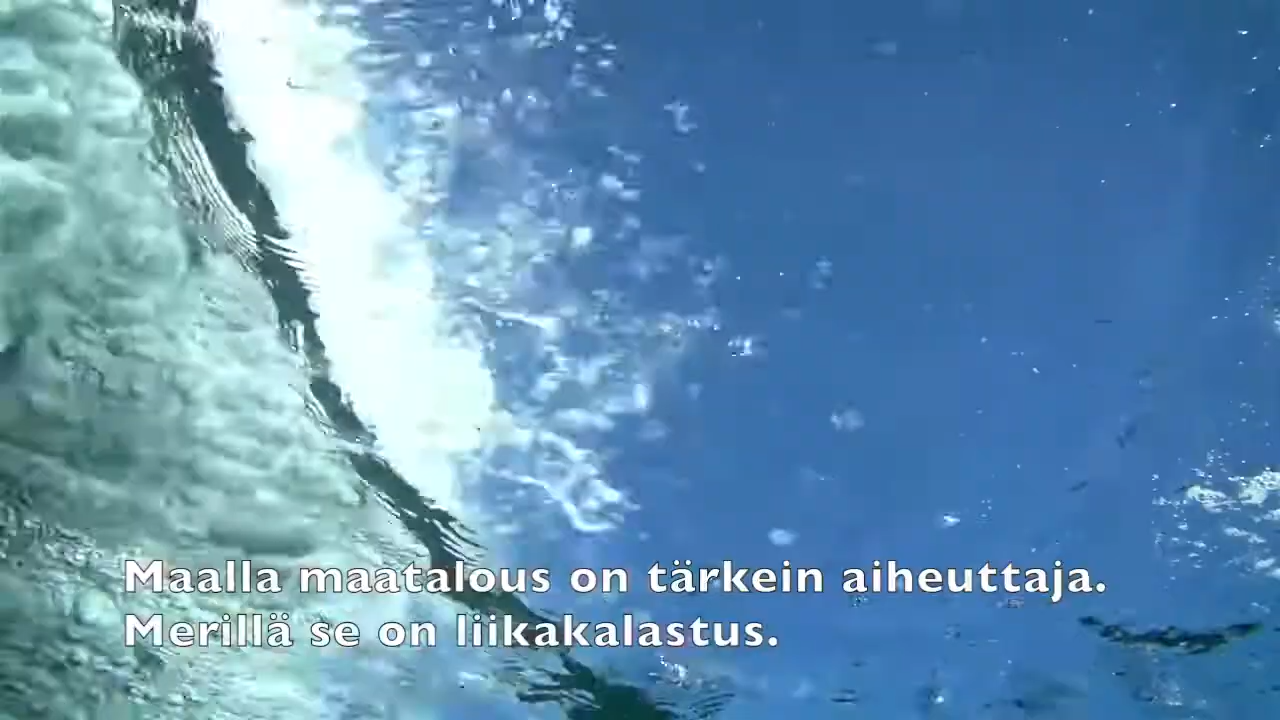 Maalla maatalous on tärkein aiheuttaja.
Merillä se on liikakalastus.